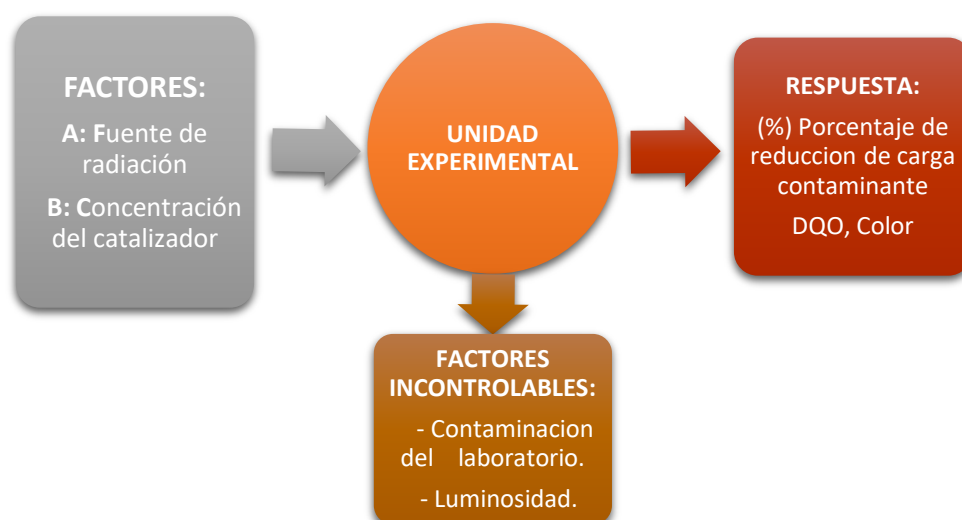 FACTORES:
A: Fuente de
radiación
B: Concentración
del catalizador
UNIDAD
EXPERIMENTAL
RESPUESTA:
(%) Porcentaje de
reduccion de carga
contaminante
DQO, Color
FACTORES
INCONTROLABLES:
- Contaminacion
del laboratorio.
- Luminosidad.